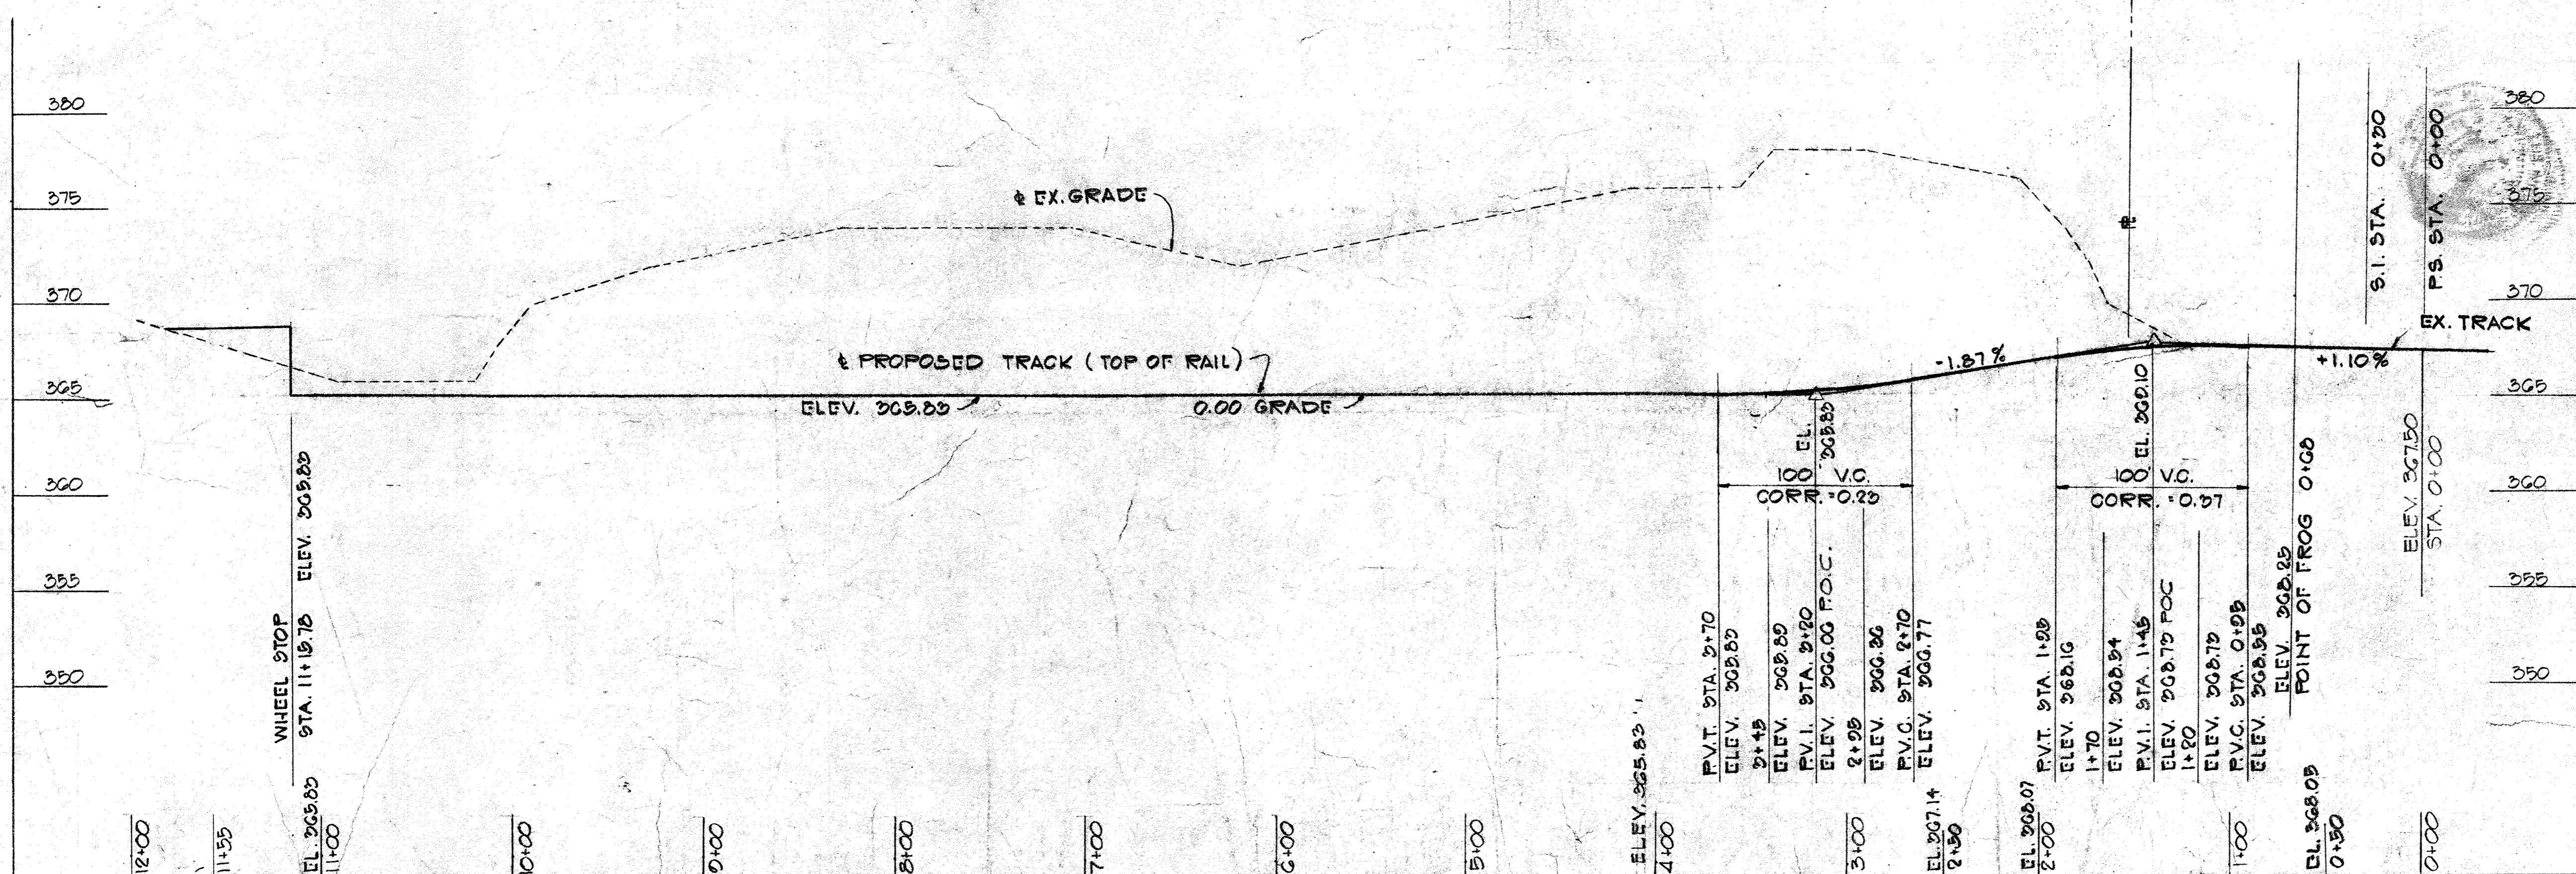 380
375
370
365
360
355
350
℄ EX. GRADE
℄ PROPOSED TRACK (TOP OF RAIL)
ELEV. 365.83
0.00 GRADE
-1.87%
+1.10%
EX. TRACK
380
375
370
365
360
355
350
WHEEL STOP
STA. 11+15.78 ELEV. 365.83
EL.
365.83
100' V.C.
CORR. = 0.23
P.V.T. STA. 3+70
ELEV. 365.83
3+45
ELEV. 365.89
P.V.I. STA. 3+20
ELEV. 366.06 P.O.C.
2+95
ELEV. 366.36
P.V.C. STA. 2+70
ELEV. 366.77
EL. 369.10
100' V.C.
CORR. = 0.37
P.V.T. STA. 1+95
ELEV. 368.16
1+70
ELEV. 368.54
P.V.I. STA. 1+45
ELEV. 368.73 POC
1+20
ELEV. 368.73
P.V.C. STA. 0+95
ELEV. 368.55
ELEV. 368.25
POINT OF FROG 0+68
℄
S.I. STA. 0+30
P.S. STA. 0+00
ELEV. 367.50
STA. 0+00
12+00
11+55
EL. 365.83
11+00
10+00
9+00
8+00
7+00
6+00
5+00
ELEV. 365.83
4+00
3+00
EL. 367.14
2+50
EL. 368.07
2+00
1+00
EL. 368.05
0+50
0+00